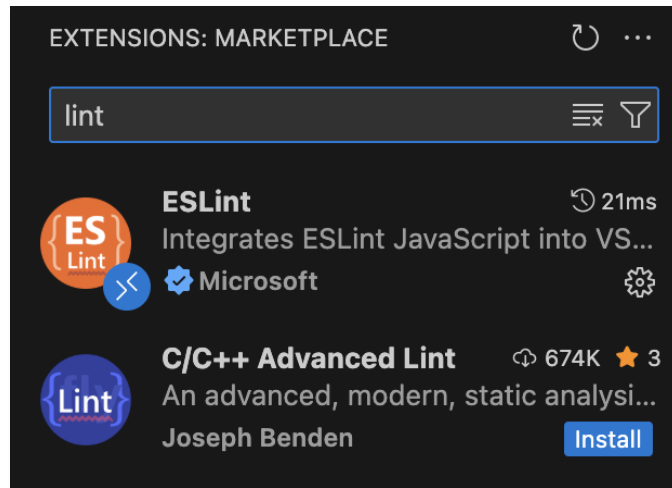 EXTENSIONS: MARKETPLACE
lint
ESLint 21ms
{ES}
Lint
Integrates ESLint JavaScript into VS...
Microsoft
C/C++ Advanced Lint 674K 3
{Lint}
An advanced, modern, static analysi...
Joseph Benden Install